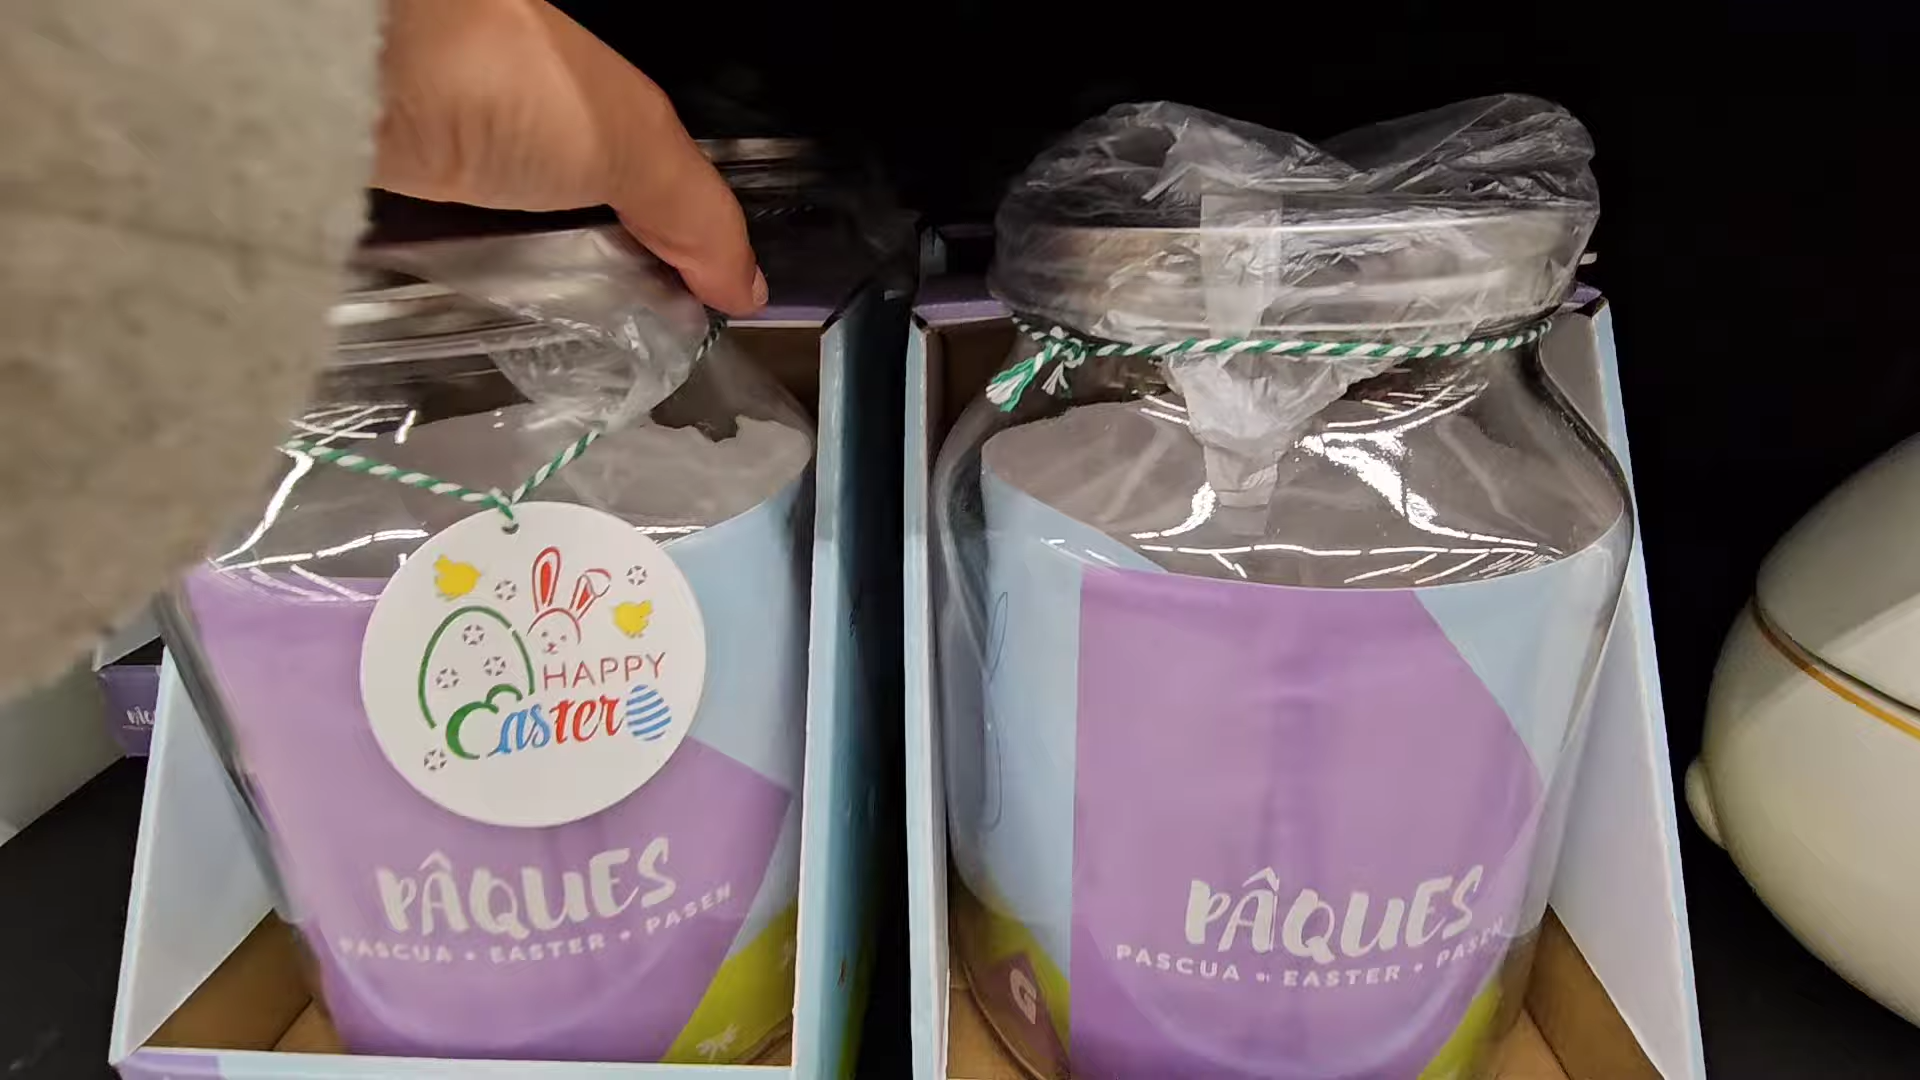 HAPPY
Easter
PÂQUES
PASCUA • EASTER • PASEN
PÂQUES
PASCUA • EASTER • PASEN